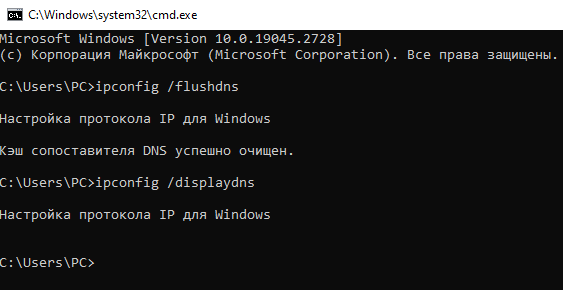 C:\Windows\system32\cmd.exe
Microsoft Windows [Version 10.0.19045.2728]
(c) Корпорация Майкрософт (Microsoft Corporation). Все права защищены.
C:\Users\PC>ipconfig /flushdns
Настройка протокола IP для Windows
Кэш сопоставителя DNS успешно очищен.
C:\Users\PC>ipconfig /displaydns
Настройка протокола IP для Windows
C:\Users\PC>